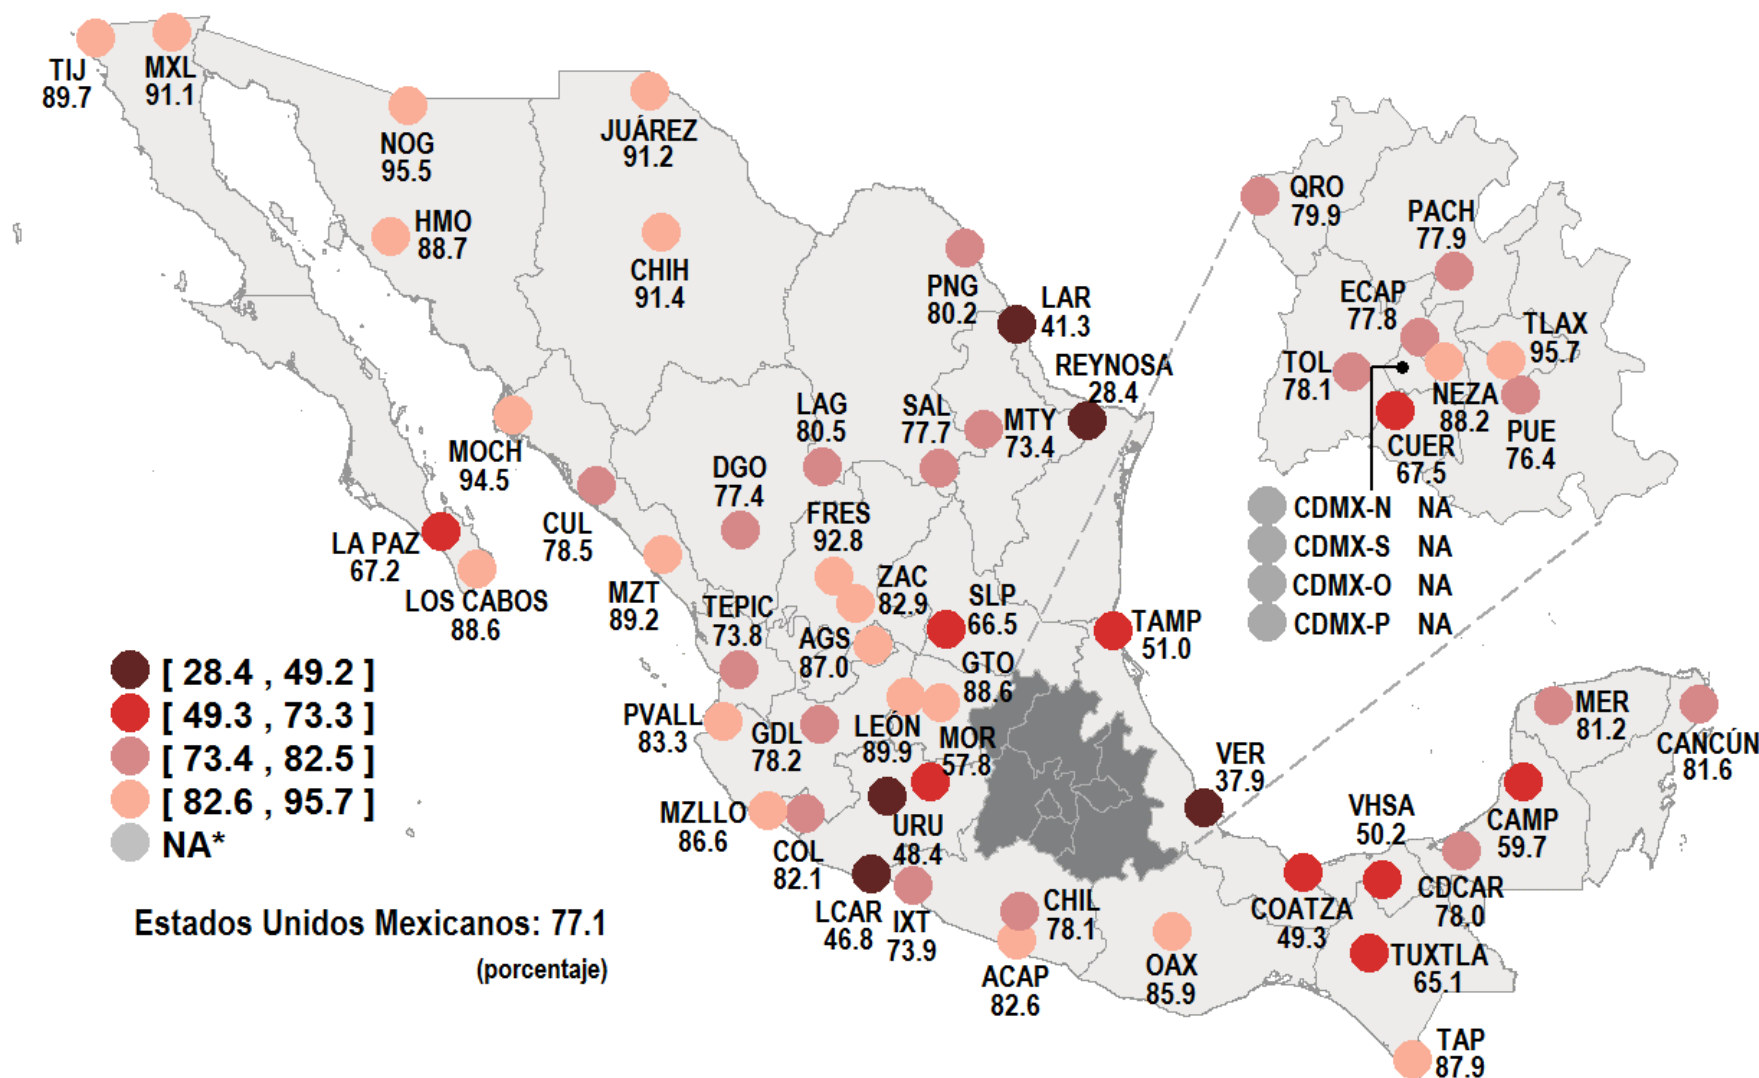 TIJ
89.7
MXL
91.1
NOG
95.5
HMO
88.7
JUÁREZ
91.2
CHIH
91.4
PNG
80.2
LAR
41.3
REYNOSA
28.4
LAG
80.5
SAL
77.7
MTY
73.4
MOCH
94.5
DGO
77.4
CUL
78.5
FRES
92.8
LA PAZ
67.2
LOS CABOS
88.6
MZT
89.2
ZAC
82.9
SLP
66.5
TEPIC
73.8
AGS
87.0
GTO
88.6
TAMP
51.0
PVALL
83.3
GDL
78.2
LEÓN
89.9
MOR
57.8
MZLLO
86.6
COL
82.1
URU
48.4
LCAR
46.8
IXT
73.9
CHIL
78.1
ACAP
82.6
OAX
85.9
VER
37.9
COATZA
49.3
VHSA
50.2
CDCAR
78.0
CAMP
59.7
MER
81.2
CANCÚN
81.6
TUXTLA
65.1
TAP
87.9
QRO
79.9
PACH
77.9
ECAP
77.8
TLAX
95.7
TOL
78.1
NEZA
88.2
CUER
67.5
PUE
76.4
CDMX-N NA
CDMX-S NA
CDMX-O NA
CDMX-P NA
[ 28.4 , 49.2 ]
[ 49.3 , 73.3 ]
[ 73.4 , 82.5 ]
[ 82.6 , 95.7 ]
NA*
Estados Unidos Mexicanos: 77.1
(porcentaje)